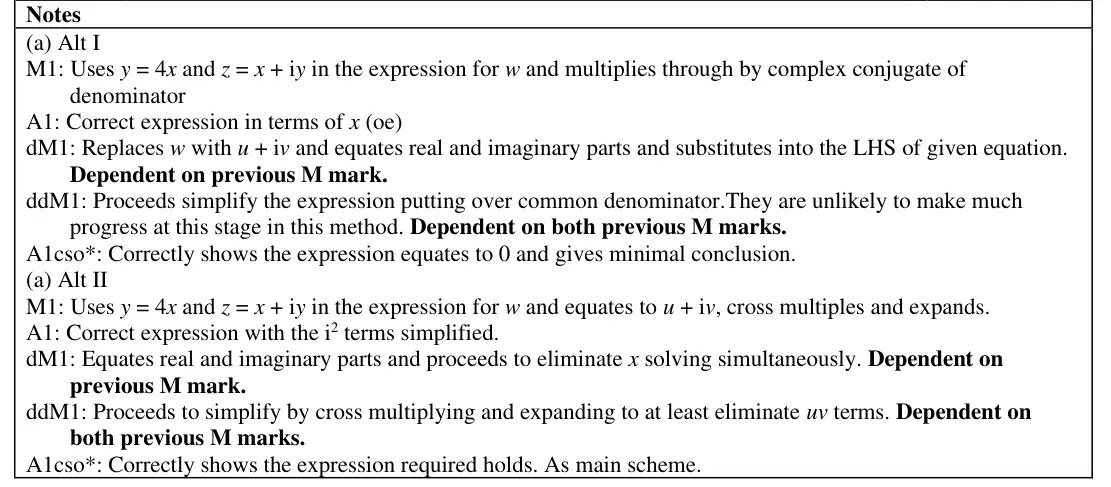 Notes
(a) Alt I
M1: Uses y = 4x and z = x + iy in the expression for w and multiplies through by complex conjugate of
denominator
A1: Correct expression in terms of x (oe)
dM1: Replaces w with u + iv and equates real and imaginary parts and substitutes into the LHS of given equation.
Dependent on previous M mark.
ddM1: Proceeds simplify the expression putting over common denominator.They are unlikely to make much
progress at this stage in this method. Dependent on both previous M marks.
A1cso*: Correctly shows the expression equates to 0 and gives minimal conclusion.
(a) Alt II
M1: Uses y = 4x and z = x + iy in the expression for w and equates to u + iv, cross multiples and expands.
A1: Correct expression with the i² terms simplified.
dM1: Equates real and imaginary parts and proceeds to eliminate x solving simultaneously. Dependent on
previous M mark.
ddM1: Proceeds to simplify by cross multiplying and expanding to at least eliminate uv terms. Dependent on
both previous M marks.
A1cso*: Correctly shows the expression required holds. As main scheme.